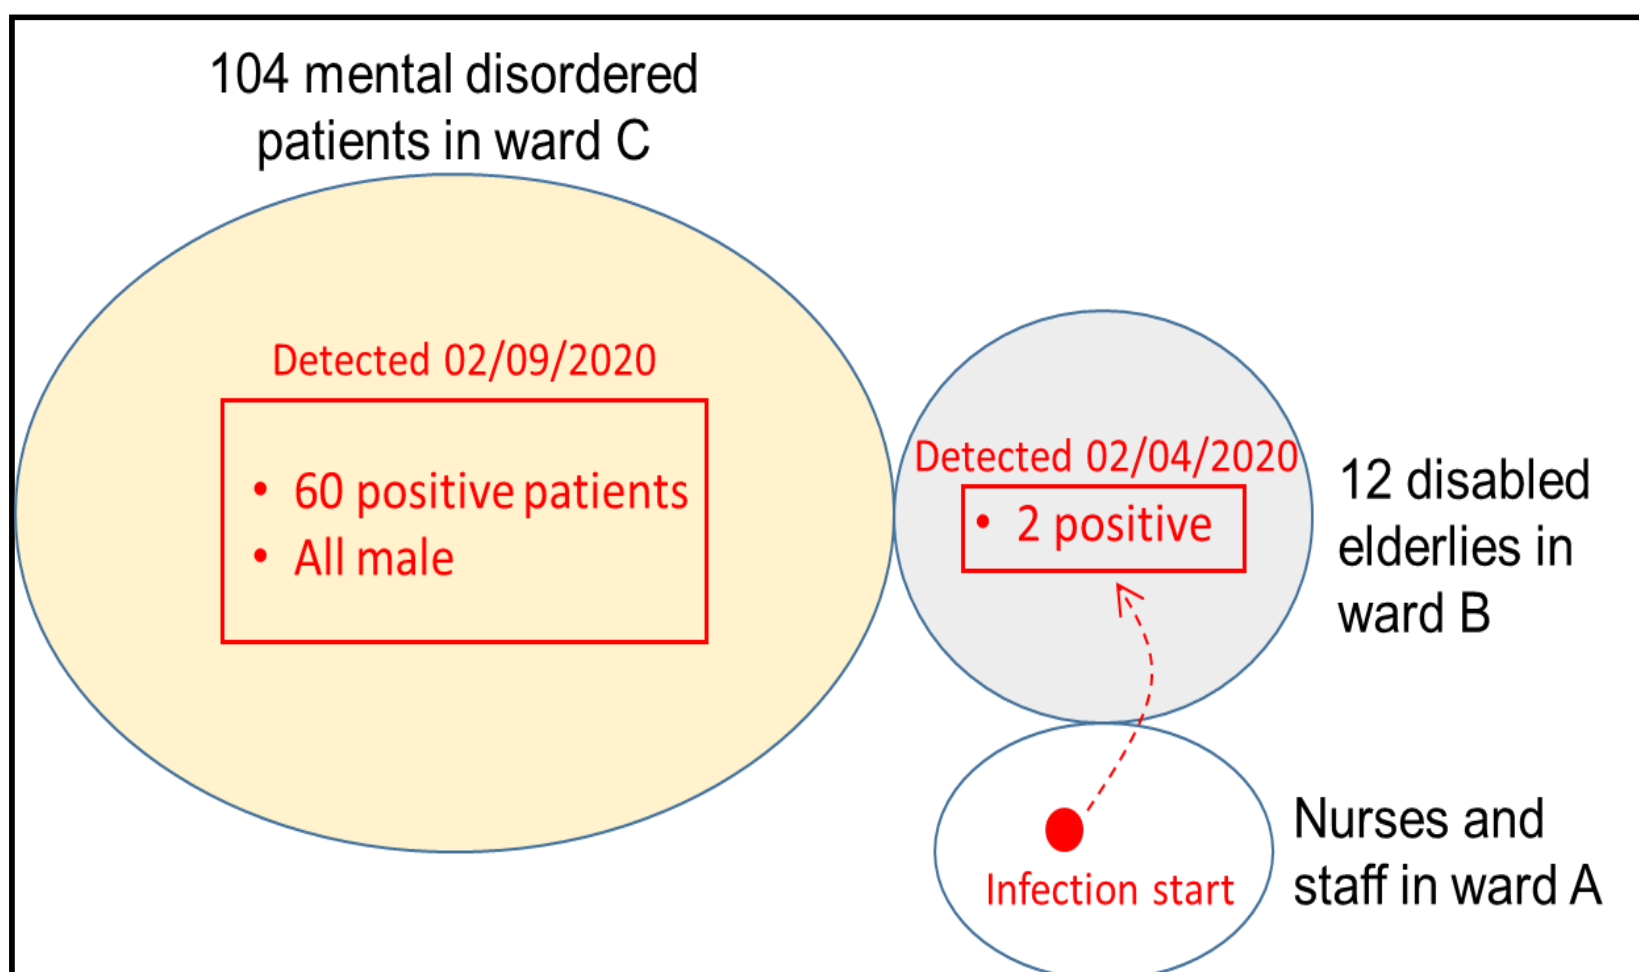 104 mental disordered
patients in ward C
Detected 02/09/2020
• 60 positive patients
• All male
Detected 02/04/2020
• 2 positive
12 disabled
elderlies in
ward B
Infection start
Nurses and
staff in ward A